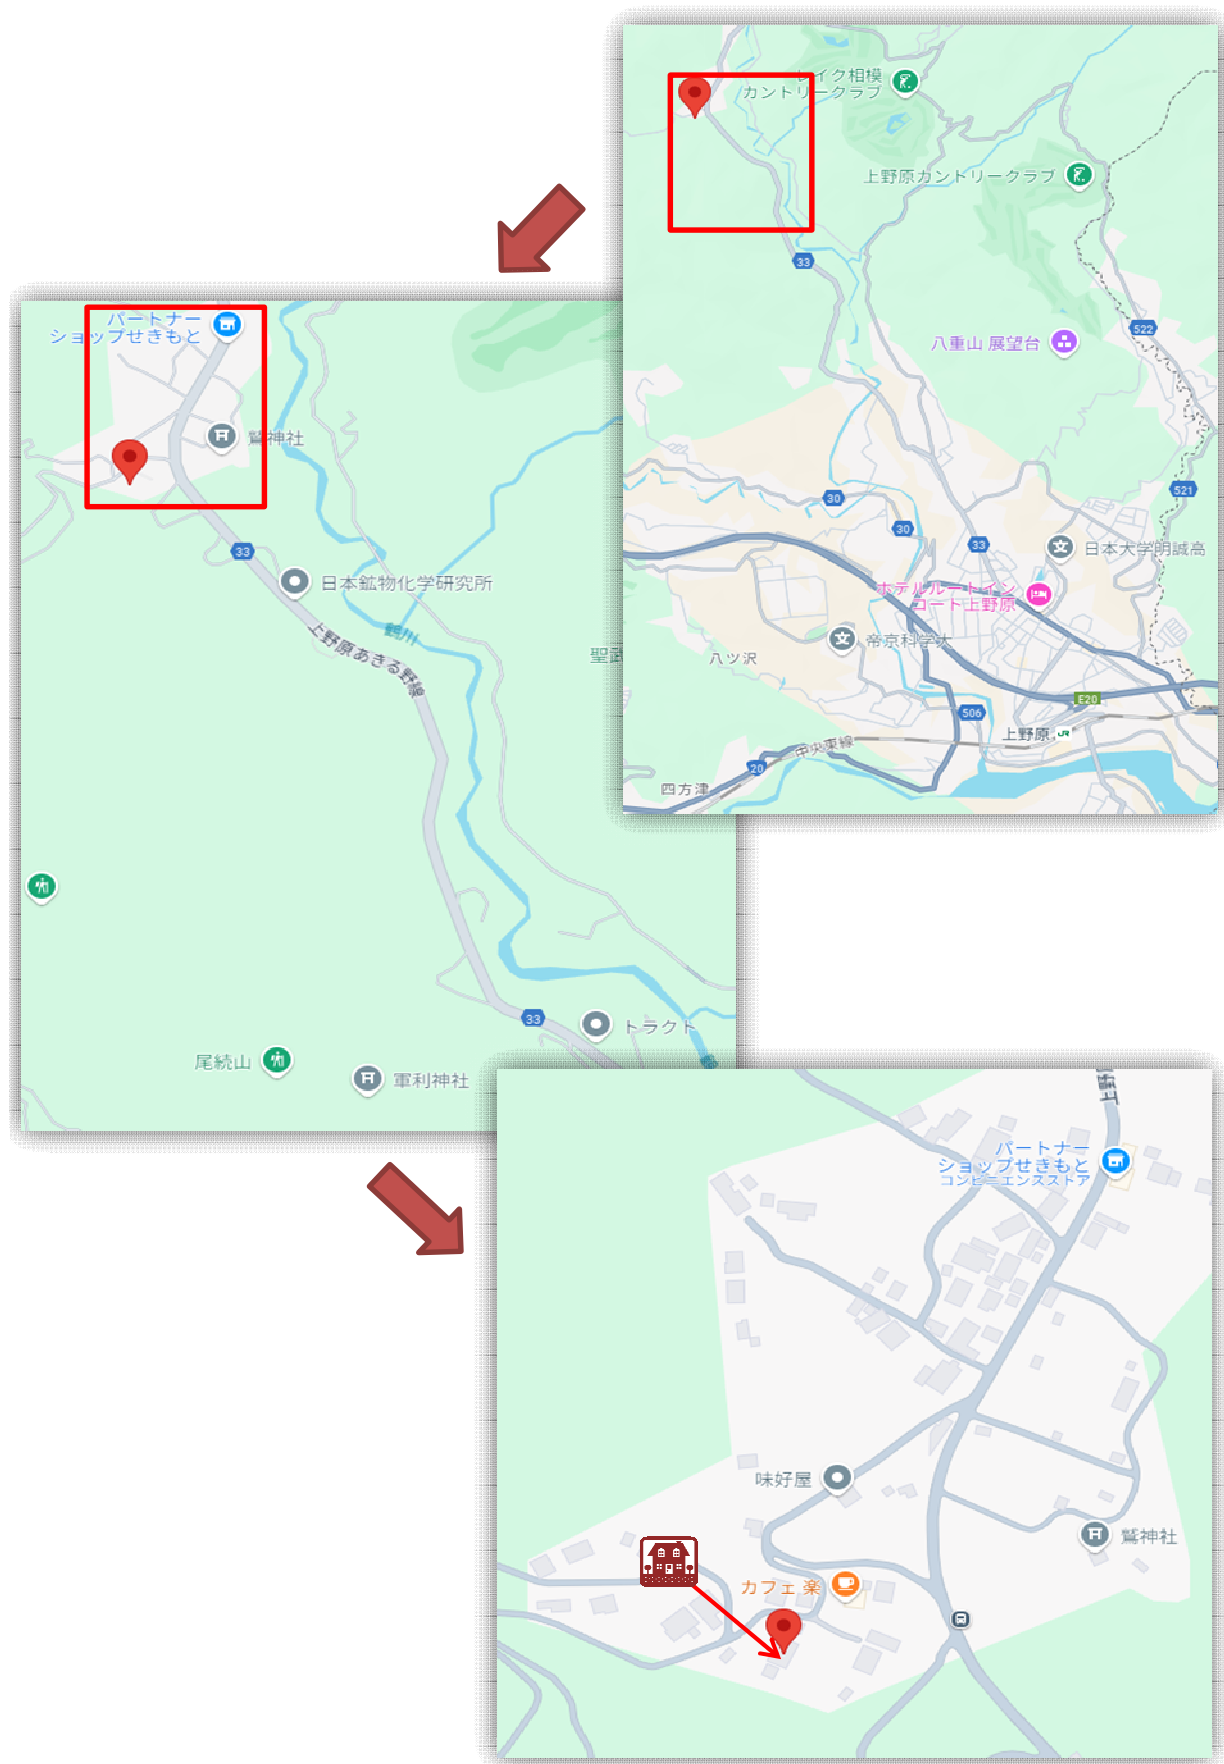 レイク相模
カントリークラブ
上野原カントリークラブ
33
522
八重山 展望台
521
30
30
33
日本大学明誠高
ホテルルートイン
コート上野原
帝京科学大
八ツ沢
E20
506
上野原
JR
中央東線
20
四方津
パートナー
ショップせきもと
鷲神社
33
日本鉱物化学研究所
鶴川
上野原あきる野線
聖武
33
トラクト
尾続山
軍利神社
パートナー
ショップせきもと
コンビニエンスストア
味好屋
鷲神社
カフェ 楽